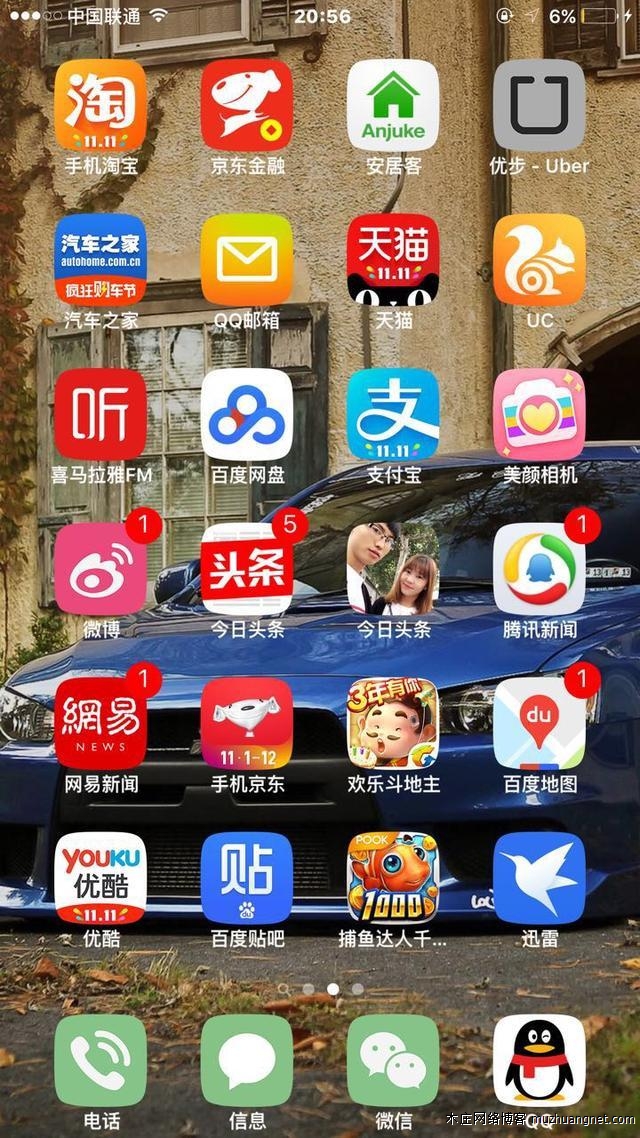 中国联通 20:56 6%
淘 11.11
Anjuke
手机淘宝 京东金融 安居客 优步 - Uber
汽车之家
autohome.com.cn
疯狂购车节
天猫
11.11
汽车之家 QQ邮箱 天猫 UC
听
支
11.11
喜马拉雅FM 百度网盘 支付宝 美颜相机
1 5 1
头条
微博 今日头条 今日头条 腾讯新闻
1 1
網易
NEWS
11·1-12
3年有你
du
网易新闻 手机京东 欢乐斗地主 百度地图
YOUKU
优酷
11.11
贴
du
POOK
1000
优酷 百度贴吧 捕鱼达人千... 迅雷
电话 信息 微信 QQ
木庄网络博客 muzhuangnet.com